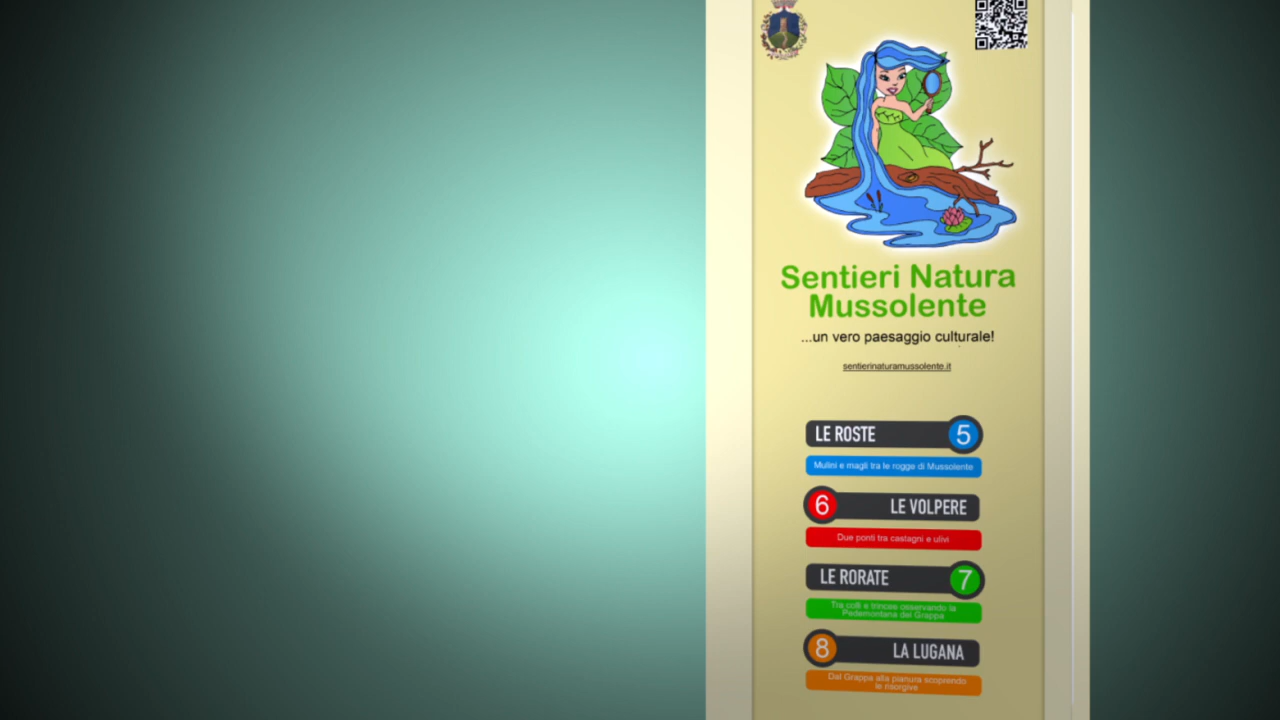 Sentieri Natura
Mussolente
...un vero paesaggio culturale!
sentierinaturamussolente.it
LE ROSTE 5
Mulini e magli tra le rogge di Mussolente
6 LE VOLPERE
Due ponti tra castagni e ulivi
LE RORATE 7
Tra colli e trincee osservando la
Pedemontana del Grappa
8 LA LUGANA
Dal Grappa alla pianura scoprendo
le risorgive